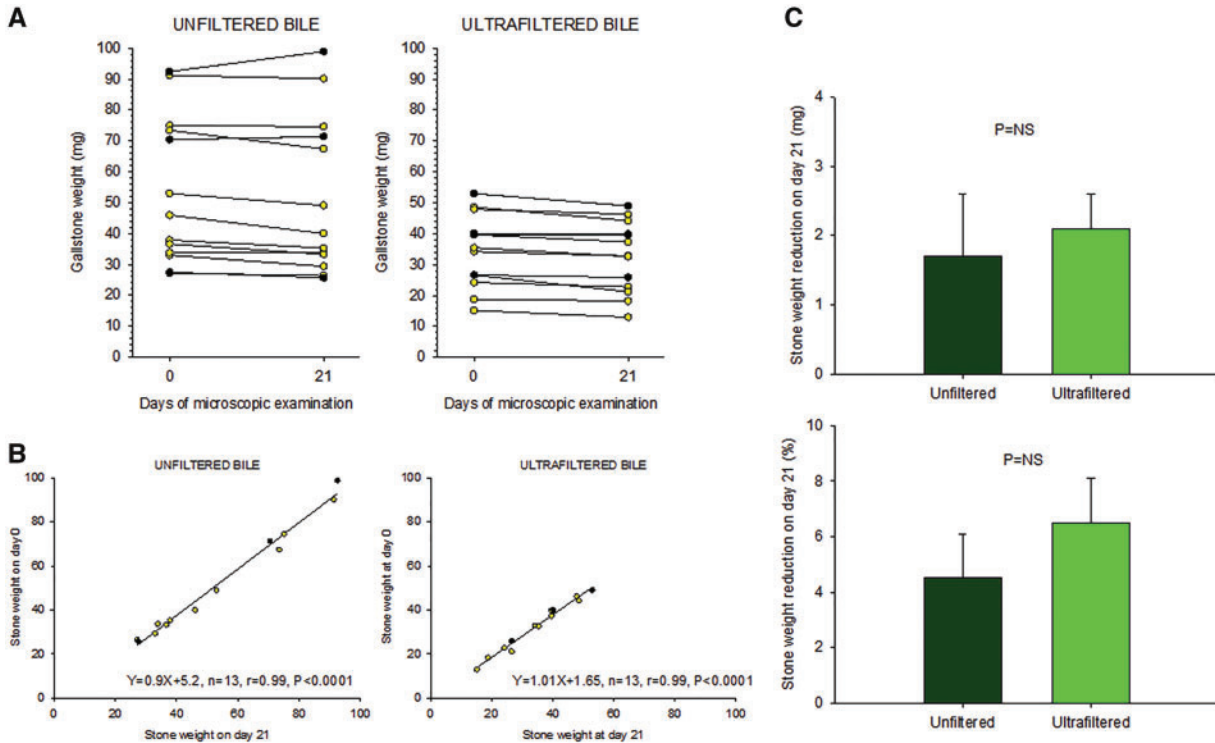 A
UNFILTERED BILE
ULTRAFILTERED BILE
Gallstone weight (mg)
100
90
80
70
60
50
40
30
20
10
0
0
21
Gallstone weight (mg)
100
90
80
70
60
50
40
30
20
10
0
0
21
Days of microscopic examination
Days of microscopic examination
B
UNFILTERED BILE
Stone weight on day 0
100
80
60
40
20
0
Y=0.9X+5.2, n=13, r=0.99, P<0.0001
0
20
40
60
80
100
Stone weight on day 21
ULTRAFILTERED BILE
Stone weight at day 0
100
80
60
40
20
0
Y=1.01X+1.65, n=13, r=0.99, P<0.0001
0
20
40
60
80
100
Stone weight at day 21
C
Stone weight reduction on day 21 (mg)
4
3
2
1
0
P=NS
Unfiltered
Ultrafiltered
Stone weight reduction on day 21 (%)
10
8
6
4
2
0
P=NS
Unfiltered
Ultrafiltered